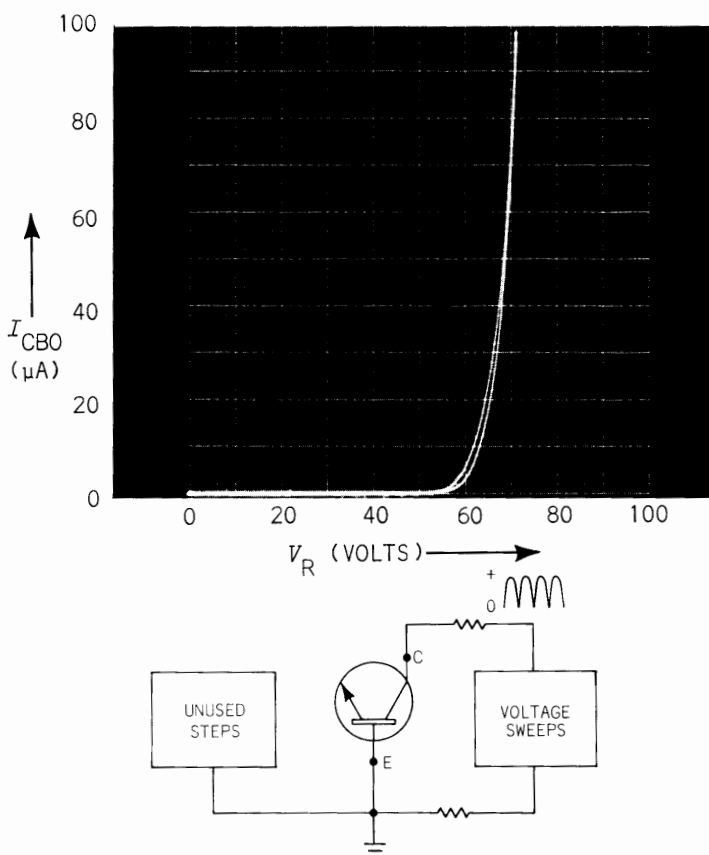 100
80
60
40
20
0
I CBO
(μA)
0 20 40 60 80 100
V R (VOLTS)
+
0
C
UNUSED
STEPS
VOLTAGE
SWEEPS
E